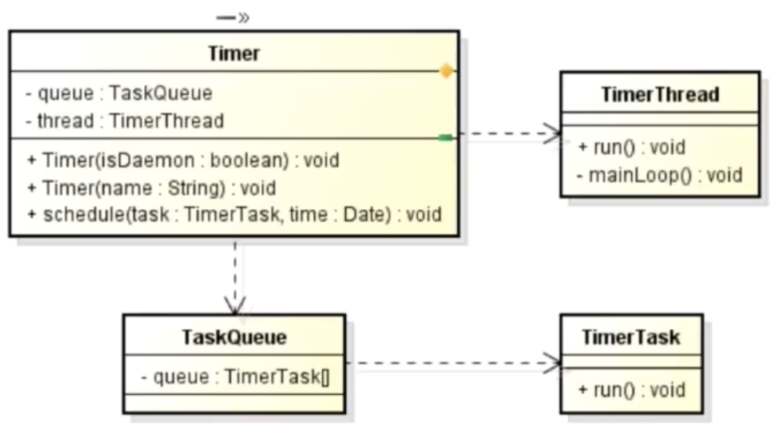 Timer
- queue : TaskQueue
- thread : TimerThread
+ Timer(isDaemon : boolean) : void
+ Timer(name : String) : void
+ schedule(task : TimerTask, time : Date) : void
TimerThread
+ run() : void
- mainLoop() : void
TaskQueue
- queue : TimerTask[]
TimerTask
+ run() : void